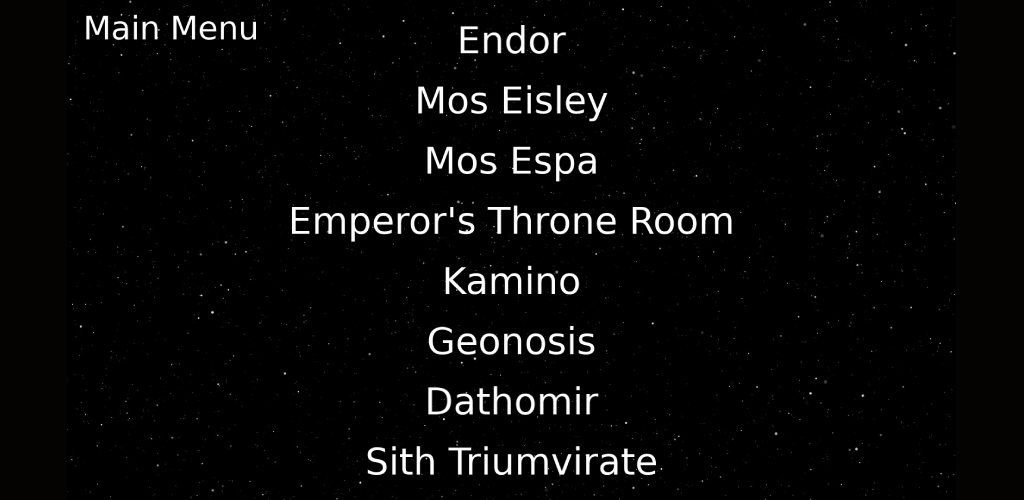 Main Menu
Endor
Mos Eisley
Mos Espa
Emperor's Throne Room
Kamino
Geonosis
Dathomir
Sith Triumvirate